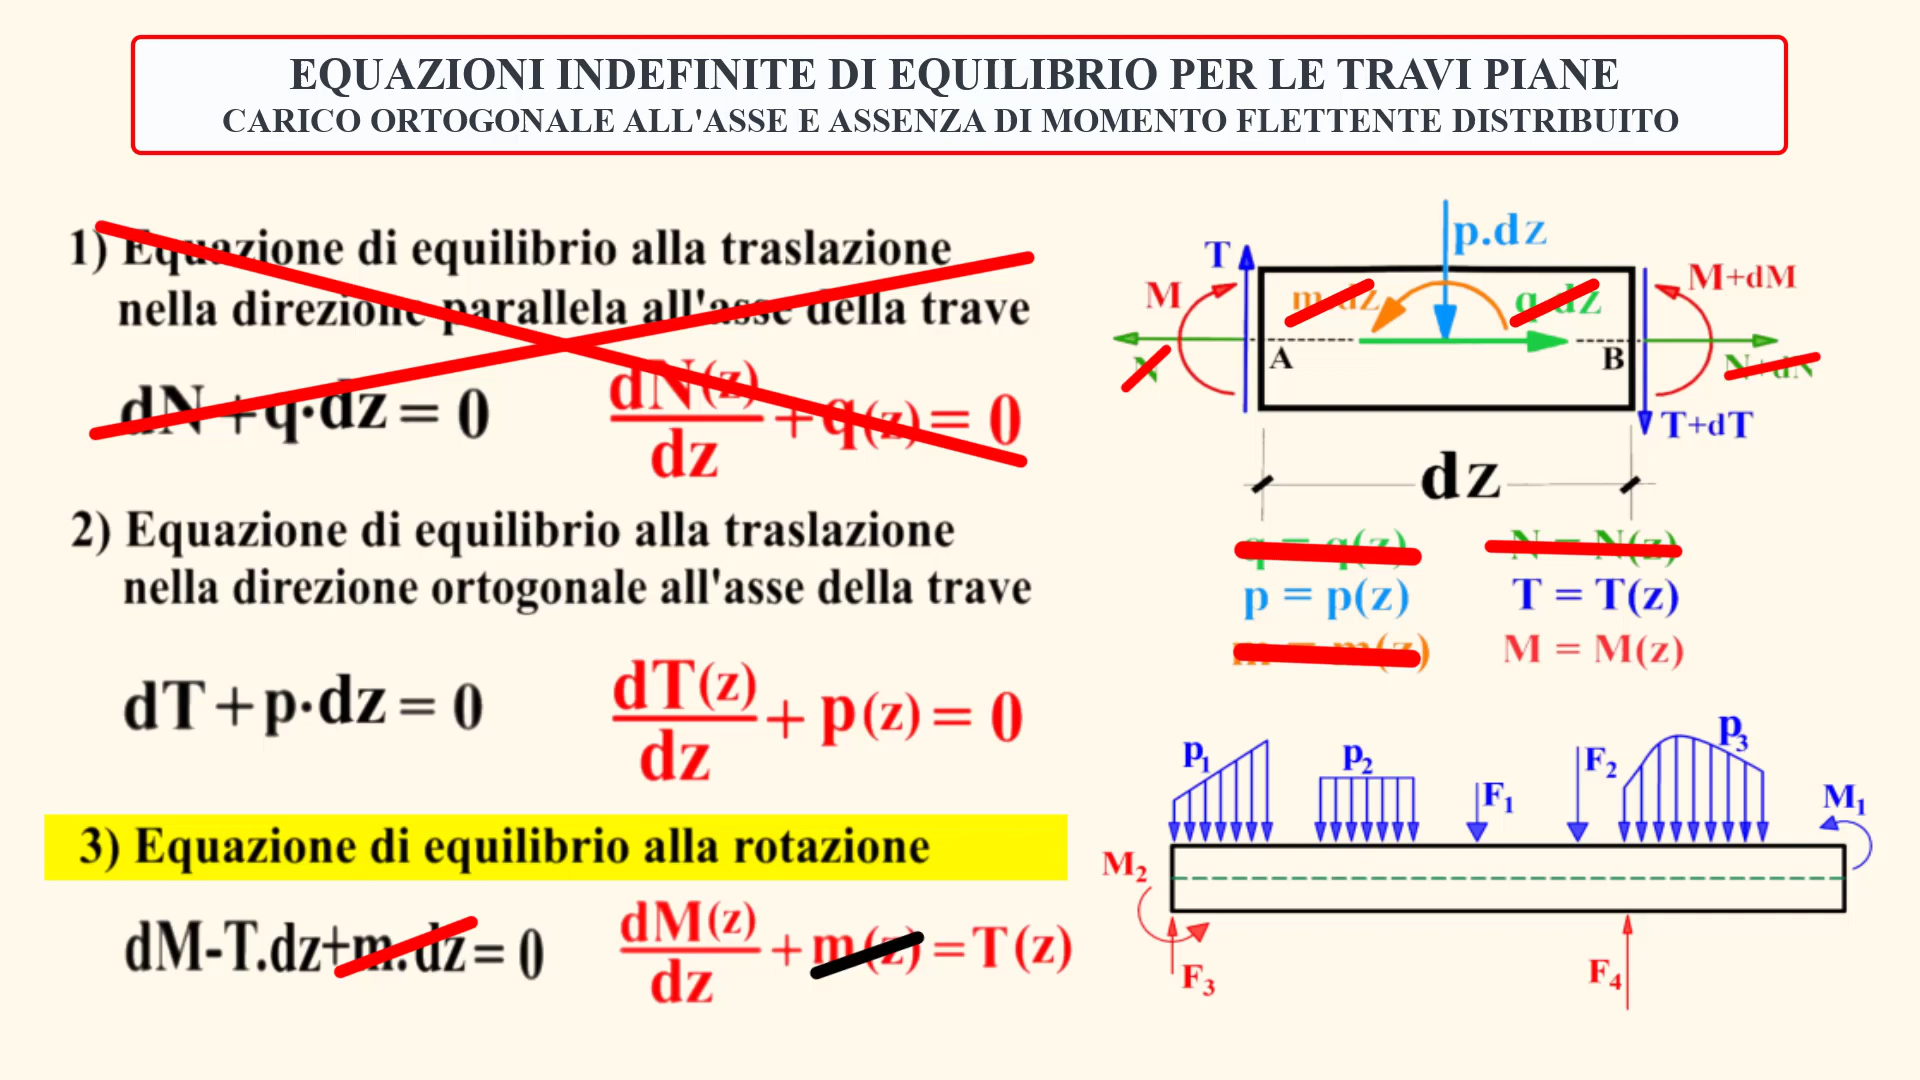 EQUAZIONI INDEFINITE DI EQUILIBRIO PER LE TRAVI PIANE
CARICO ORTOGONALE ALL'ASSE E ASSENZA DI MOMENTO FLETTENTE DISTRIBUITO
1) Equazione di equilibrio alla traslazione
nella direzione parallela all'asse della trave
dN+q·dz = 0
dN(z)/dz + q(z) = 0
2) Equazione di equilibrio alla traslazione
nella direzione ortogonale all'asse della trave
dT+p·dz = 0
dT(z)/dz + p(z) = 0
3) Equazione di equilibrio alla rotazione
dM-T.dz+m.dz = 0
dM(z)/dz + m(z) = T(z)
p.dz
T
M
m.dz
q.dz
M+dM
N
A
B
N+dN
T+dT
dz
q = q(z)
N = N(z)
p = p(z)
T = T(z)
m = m(z)
M = M(z)
p1
p2
F1
F2
p3
M1
M2
F3
F4